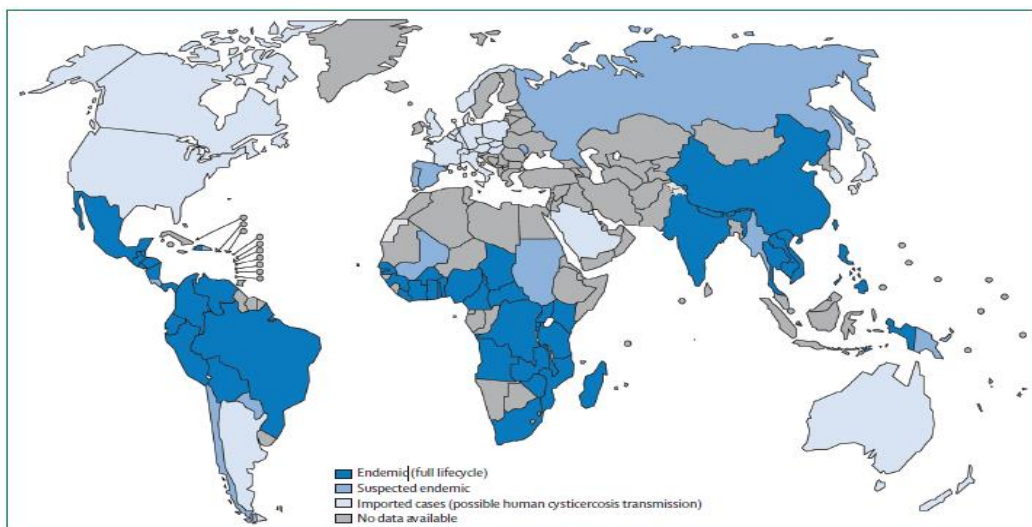 Endemic (full lifecycle)
Suspected endemic
Imported cases (possible human cysticercosis transmission)
No data available